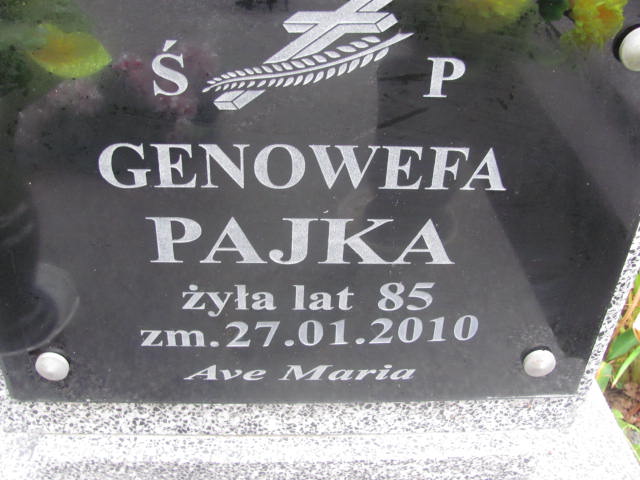 Ś P
GENOWEFA
PAJKA
żyła lat 85
zm.27.01.2010
Ave Maria